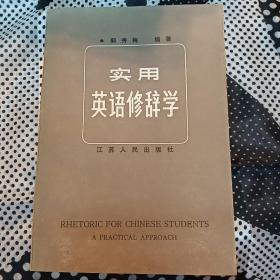 ★ 郭秀梅 编著
实用
英语修辞学
江苏人民出版社
RHETORIC FOR CHINESE STUDENTS
A PRACTICAL APPROACH